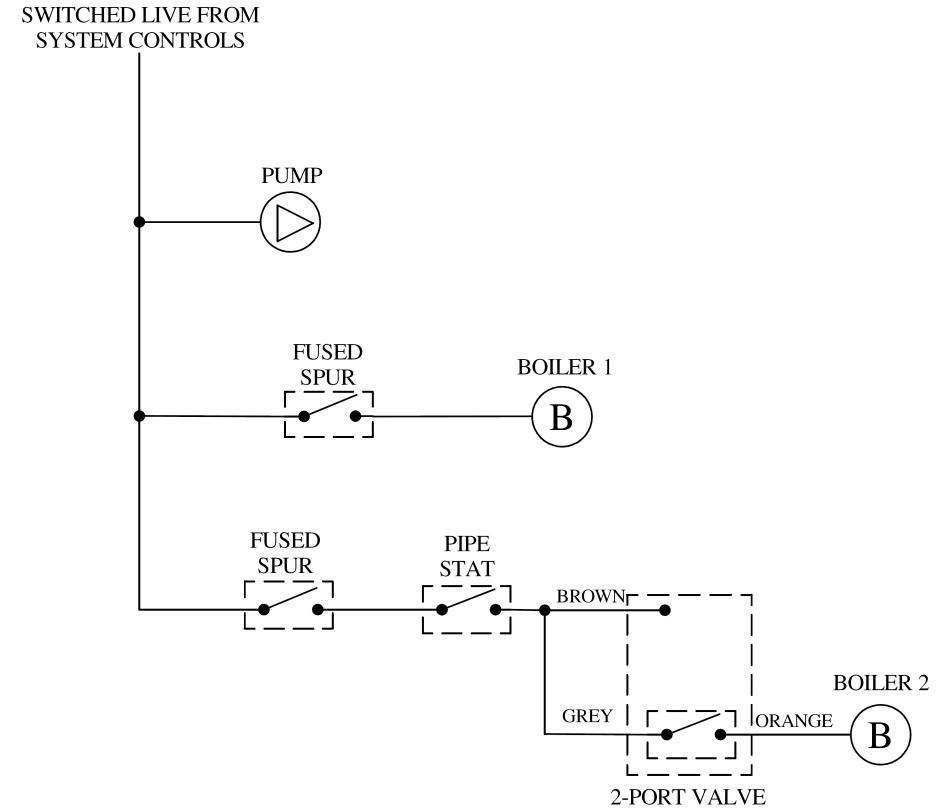 SWITCHED LIVE FROM
SYSTEM CONTROLS
PUMP
FUSED
SPUR
BOILER 1
B
FUSED
SPUR
PIPE
STAT
BROWN
GREY
ORANGE
BOILER 2
B
2-PORT VALVE